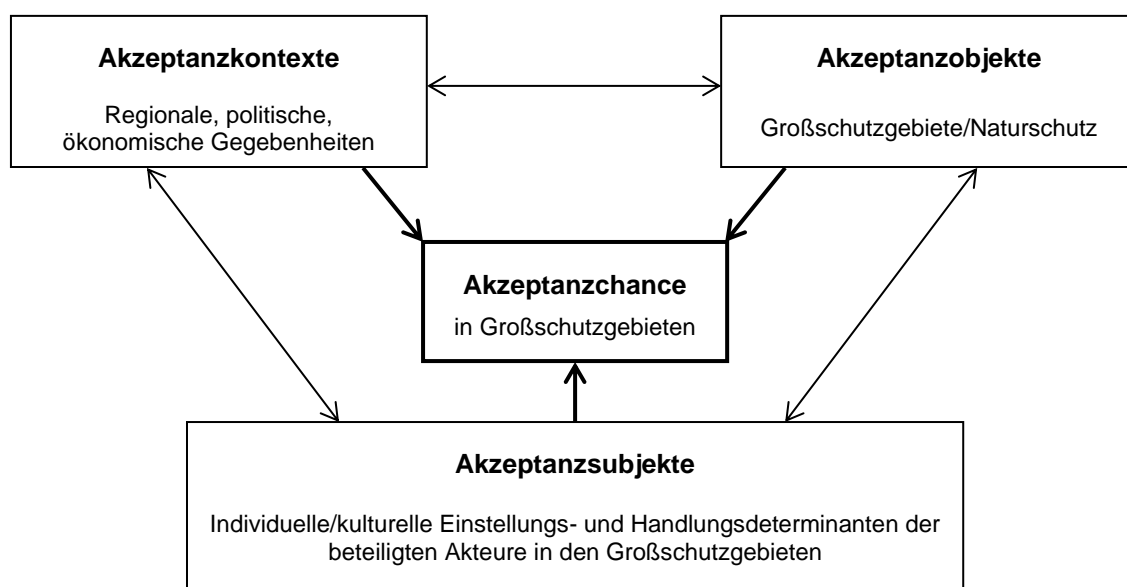 Akzeptanzkontexte
Regionale, politische,
ökonomische Gegebenheiten
Akzeptanzobjekte
Großschutzgebiete/Naturschutz
Akzeptanzchance
in Großschutzgebieten
Akzeptanzsubjekte
Individuelle/kulturelle Einstellungs- und Handlungsdeterminanten der
beteiligten Akteure in den Großschutzgebieten